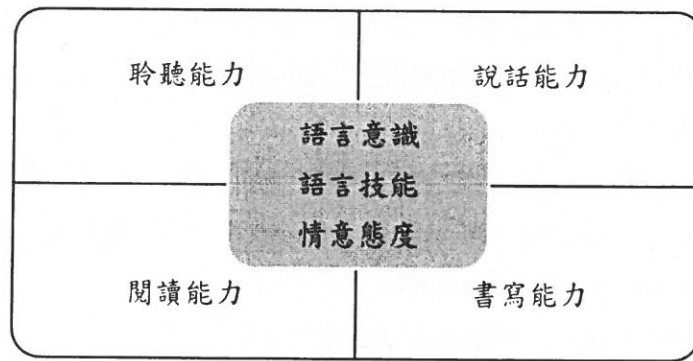 聆聽能力
說話能力
語言意識
語言技能
情意態度
閱讀能力
書寫能力